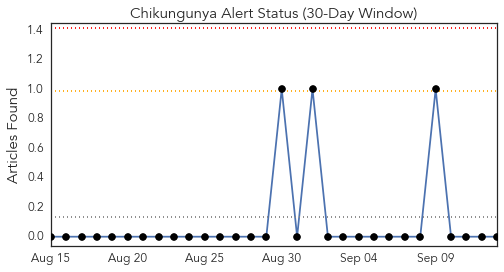 Chikungunya Alert Status (30-Day Window)
Articles Found
1.4
1.2
1.0
0.8
0.6
0.4
0.2
0.0
Aug 15 Aug 20 Aug 25 Aug 30 Sep 04 Sep 09